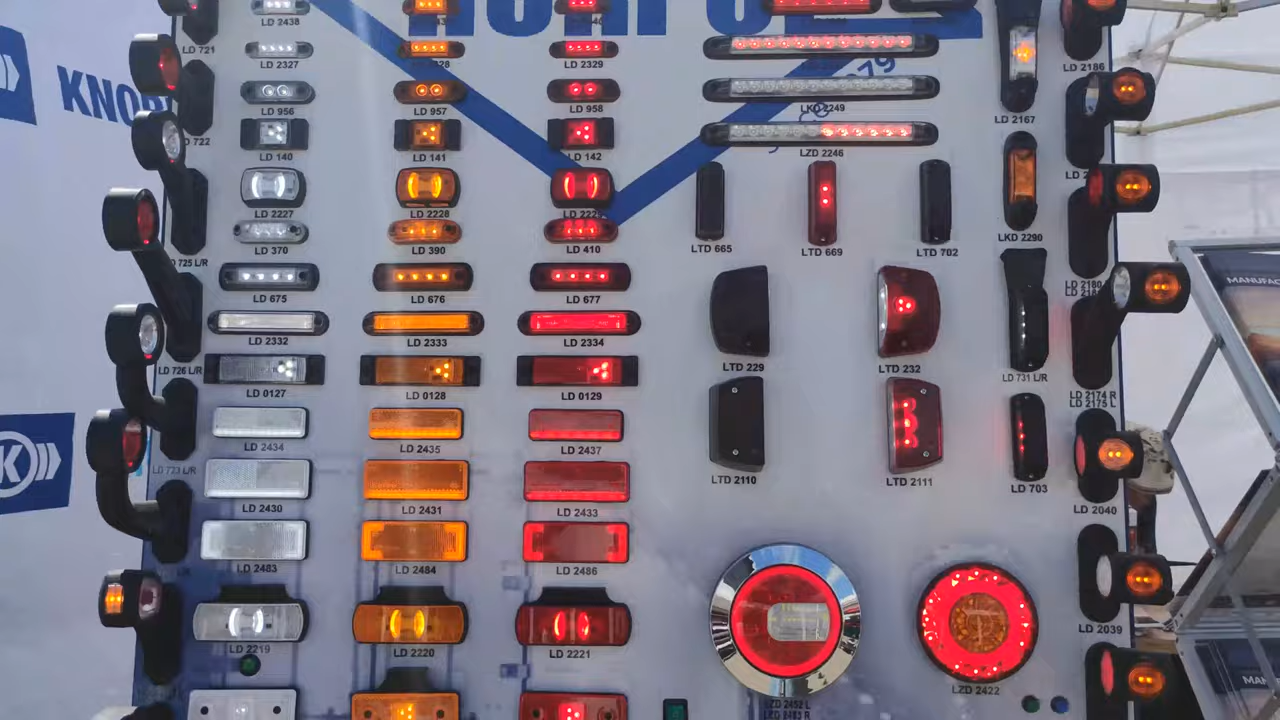 LD 721
LD 2438
LD 2327
LD 2329
LD 2186
LD 956
LD 957
LD 958
LKD 2249
LD 2167
LD 140
LD 141
LD 142
LZD 2246
LD 2227
LD 2228
LD 370
LD 390
LD 410
LTD 665
LTD 669
LTD 702
LKD 2290
LD 675
LD 676
LD 677
LD 2332
LD 2333
LD 2334
LD 726 L/R
LTD 229
LTD 232
LD 731 L/R
LD 0127
LD 0128
LD 0129
LD 2174 R
LD 2175 L
LD 2434
LD 2435
LD 2437
LD 723 L/R
LD 2430
LD 2431
LD 2433
LTD 2110
LTD 2111
LD 703
LD 2040
LD 2483
LD 2484
LD 2486
LD 2039
LD 2219
LD 2220
LD 2221
LZD 2422